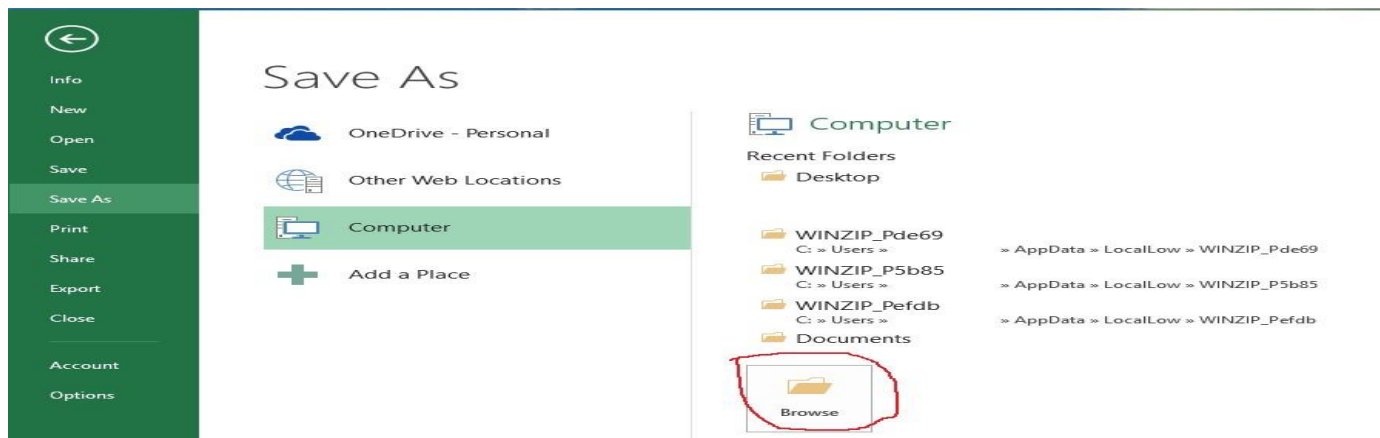 Info
New
Open
Save
Save As
Print
Share
Export
Close
Account
Options
Save As
OneDrive - Personal
Other Web Locations
Computer
Add a Place
Computer
Recent Folders
Desktop
WINZIP_Pde69
C: » Users » » AppData » LocalLow » WINZIP_Pde69
WINZIP_P5b85
C: » Users » » AppData » LocalLow » WINZIP_P5b85
WINZIP_Pefdb
C: » Users » » AppData » LocalLow » WINZIP_Pefdb
Documents
Browse